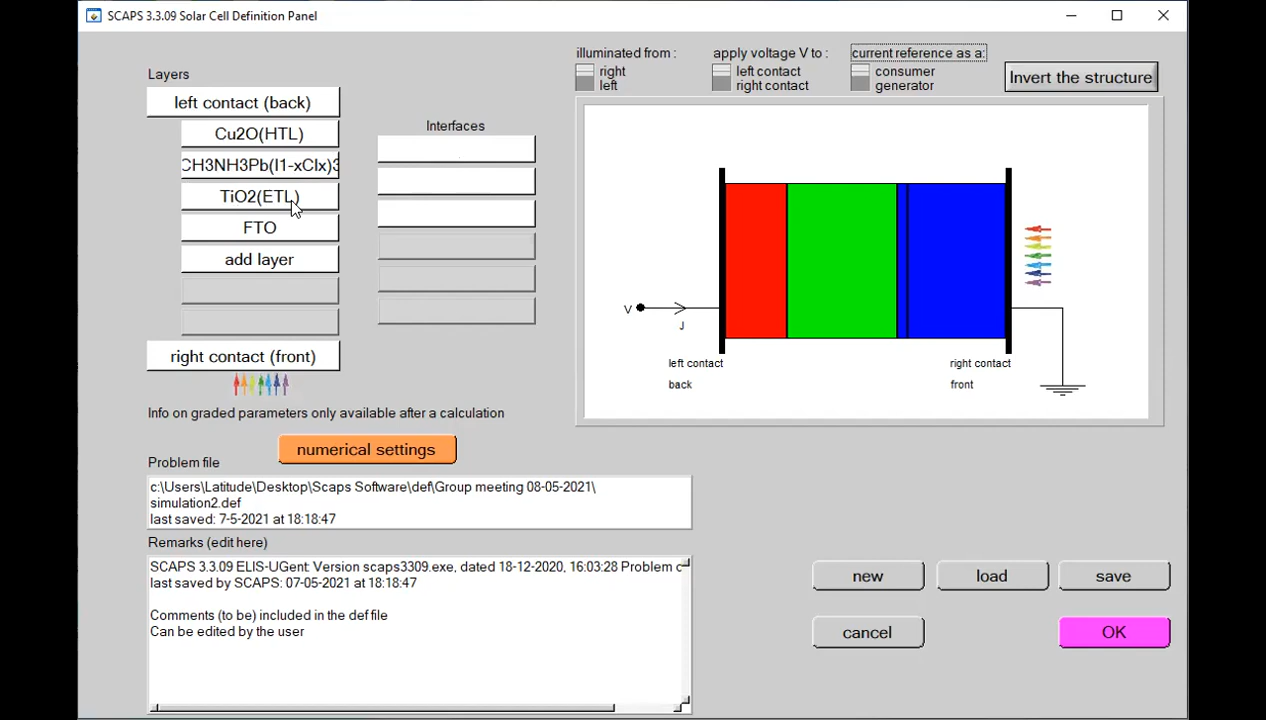 SCAPS 3.3.09 Solar Cell Definition Panel
illuminated from :
right
left
apply voltage V to :
left contact
right contact
current reference as a:
consumer
generator
Invert the structure
Layers
left contact (back)
Cu2O(HTL)
CH3NH3Pb(I1-xClx)3
TiO2(ETL)
FTO
add layer
right contact (front)
Interfaces
V
J
left contact
back
right contact
front
Info on graded parameters only available after a calculation
numerical settings
Problem file
c:\Users\Latitude\Desktop\Scaps Software\def\Group meeting 08-05-2021\
simulation2.def
last saved: 7-5-2021 at 18:18:47
Remarks (edit here)
SCAPS 3.3.09 ELIS-UGent: Version scaps3309.exe, dated 18-12-2020, 16:03:28 Problem
last saved by SCAPS: 07-05-2021 at 18:18:47
Comments (to be) included in the def file
Can be edited by the user
new
load
save
cancel
OK